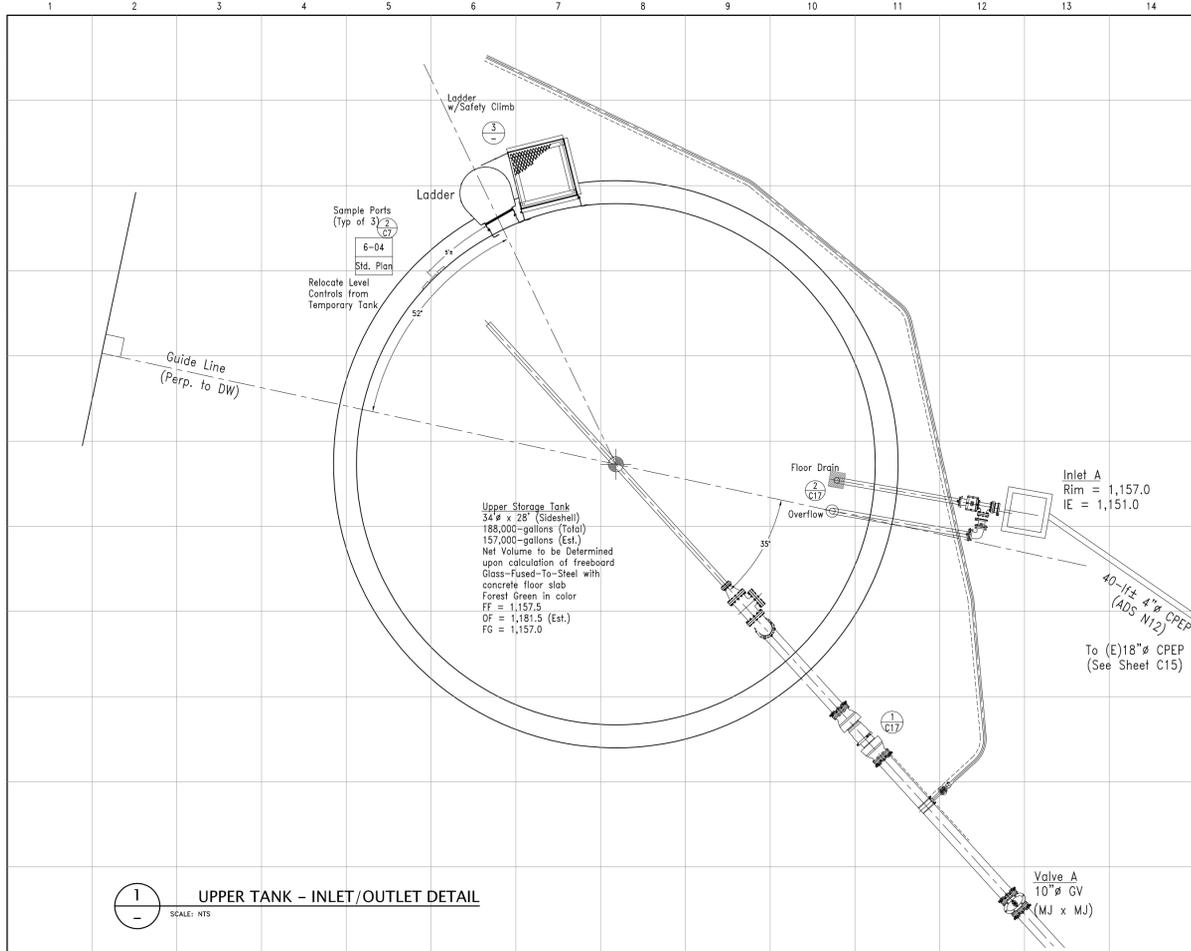 1 2 3 4 5 6 7 8 9 10 11 12 13 14
Ladder
w/Safety Climb
3
-
Ladder
Sample Ports
(Typ of 3)
2
C7
6-04
Std. Plan
Relocate Level
Controls from
Temporary Tank
52°
Guide Line
(Perp. to DW)
Floor Drain
2
C17
Overflow
Inlet A
Rim = 1,157.0
IE = 1,151.0
Upper Storage Tank
34'ø x 28' (Sideshell)
188,000-gallons (Total)
157,000-gallons (Est.)
Net Volume to be Determined
upon calculation of freeboard
Glass-Fused-To-Steel with
concrete floor slab
Forest Green in color
FF = 1,157.5
OF = 1,181.5 (Est.)
FG = 1,157.0
35°
40-lf± 4"ø CPEP
(ADS N12)
To (E)18"ø CPEP
(See Sheet C15)
1
C17
Valve A
10"ø GV
(MJ x MJ)
1
-
UPPER TANK - INLET/OUTLET DETAIL
SCALE: NTS